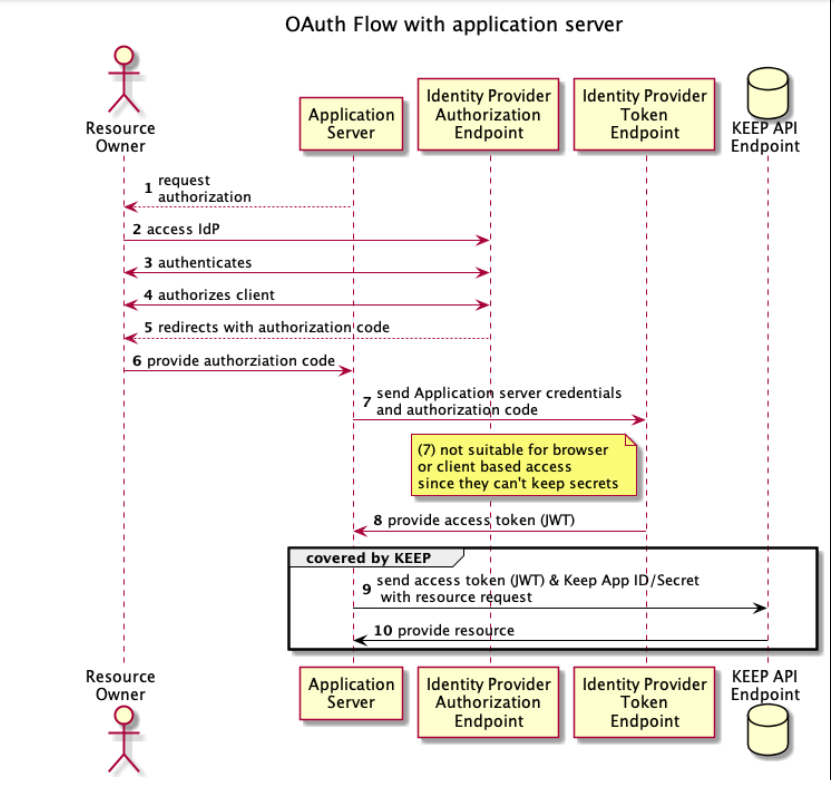 OAuth Flow with application server
Resource
Owner
Application
Server
Identity Provider
Authorization
Endpoint
Identity Provider
Token
Endpoint
KEEP API
Endpoint
1 request
authorization
2 access IdP
3 authenticates
4 authorizes client
5 redirects with authorization code
6 provide authorziation code
7 send Application server credentials
and authorization code
(7) not suitable for browser
or client based access
since they can't keep secrets
8 provide access token (JWT)
covered by KEEP
9 send access token (JWT) & Keep App ID/Secret
with resource request
10 provide resource
Resource
Owner
Application
Server
Identity Provider
Authorization
Endpoint
Identity Provider
Token
Endpoint
KEEP API
Endpoint